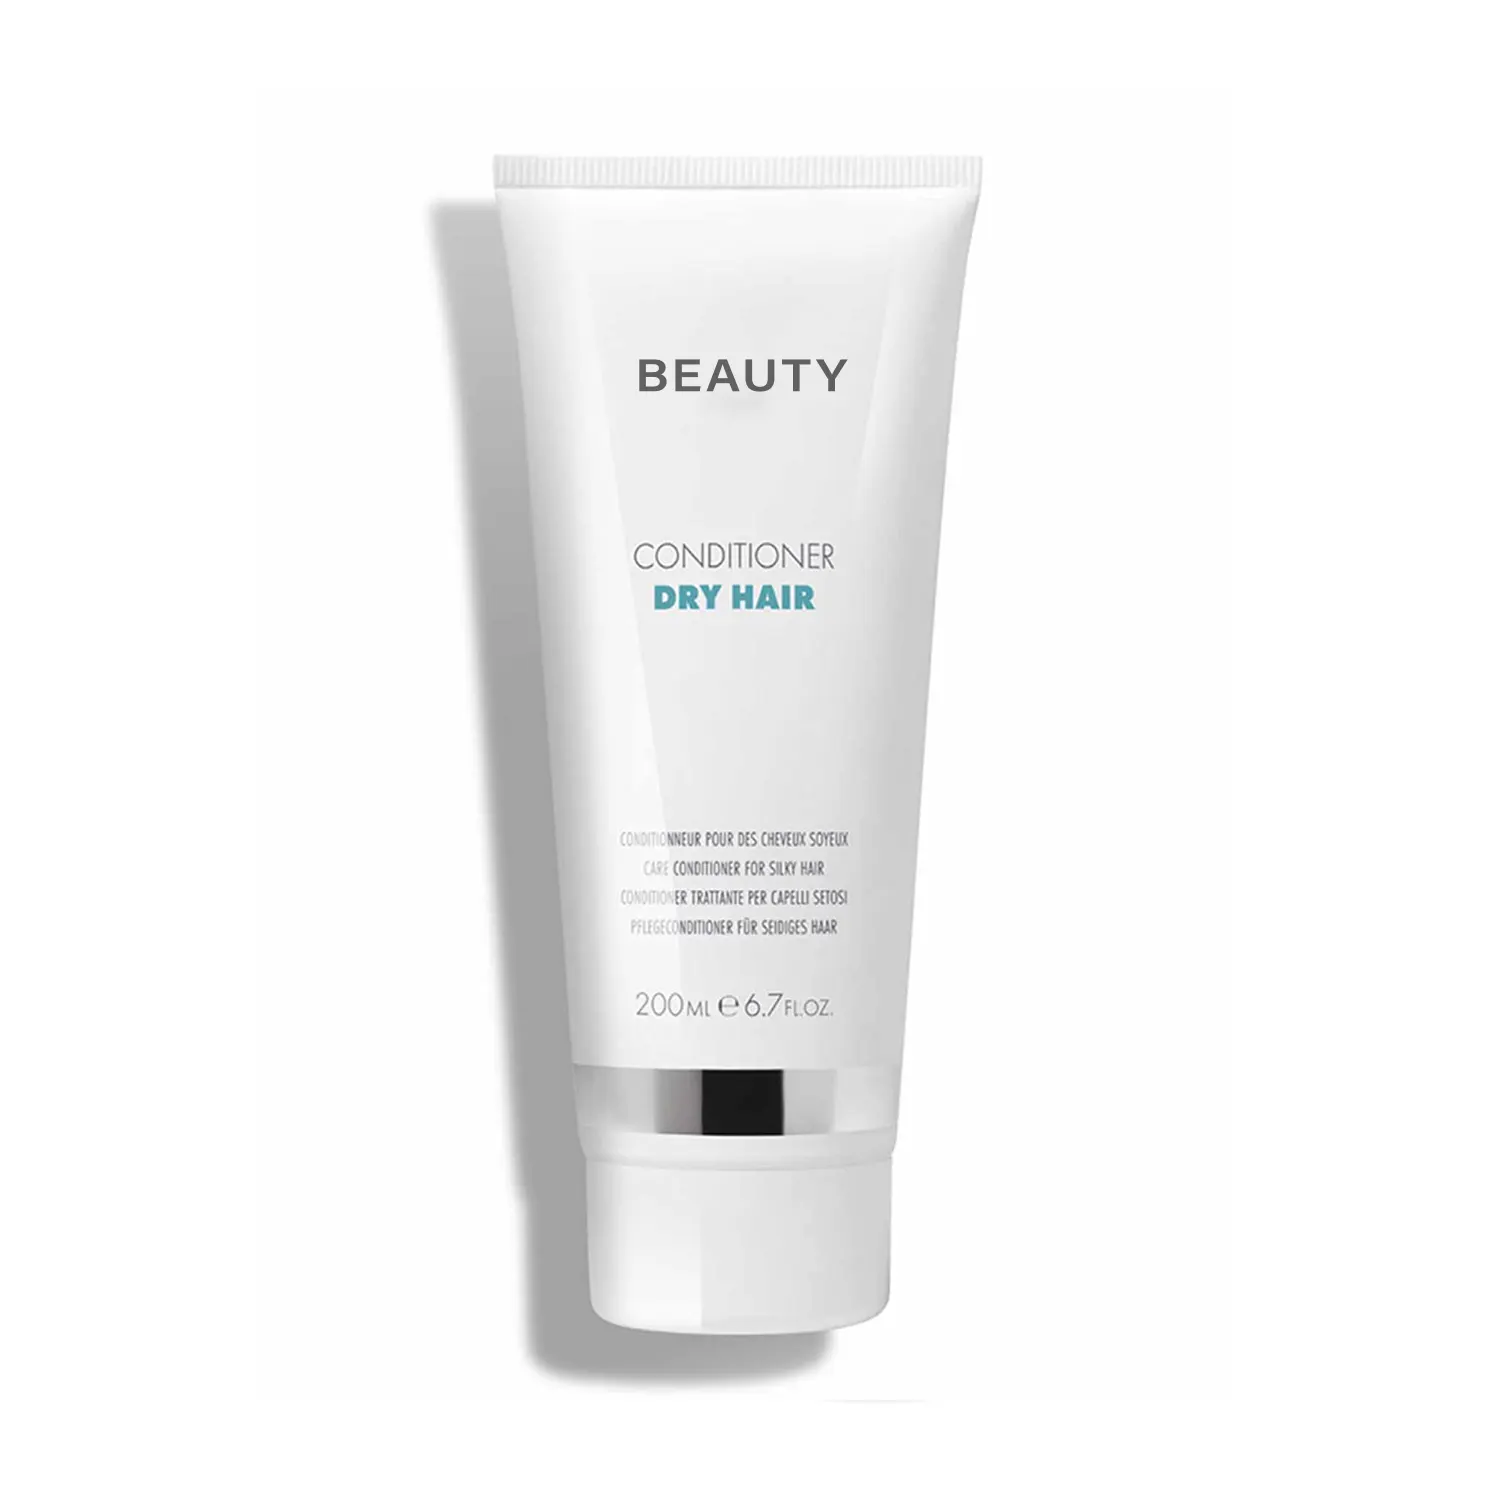 BEAUTY
CONDITIONER
DRY HAIR
CONDITIONNEUR POUR DES CHEVEUX SOYEUX
CARE CONDITIONER FOR SILKY HAIR
CONDITIONER TRATTANTE PER CAPELLI SETOSI
PFLEGECONDITIONER FÜR SEIDIGES HAAR
200ML ℮ 6.7FL.OZ.